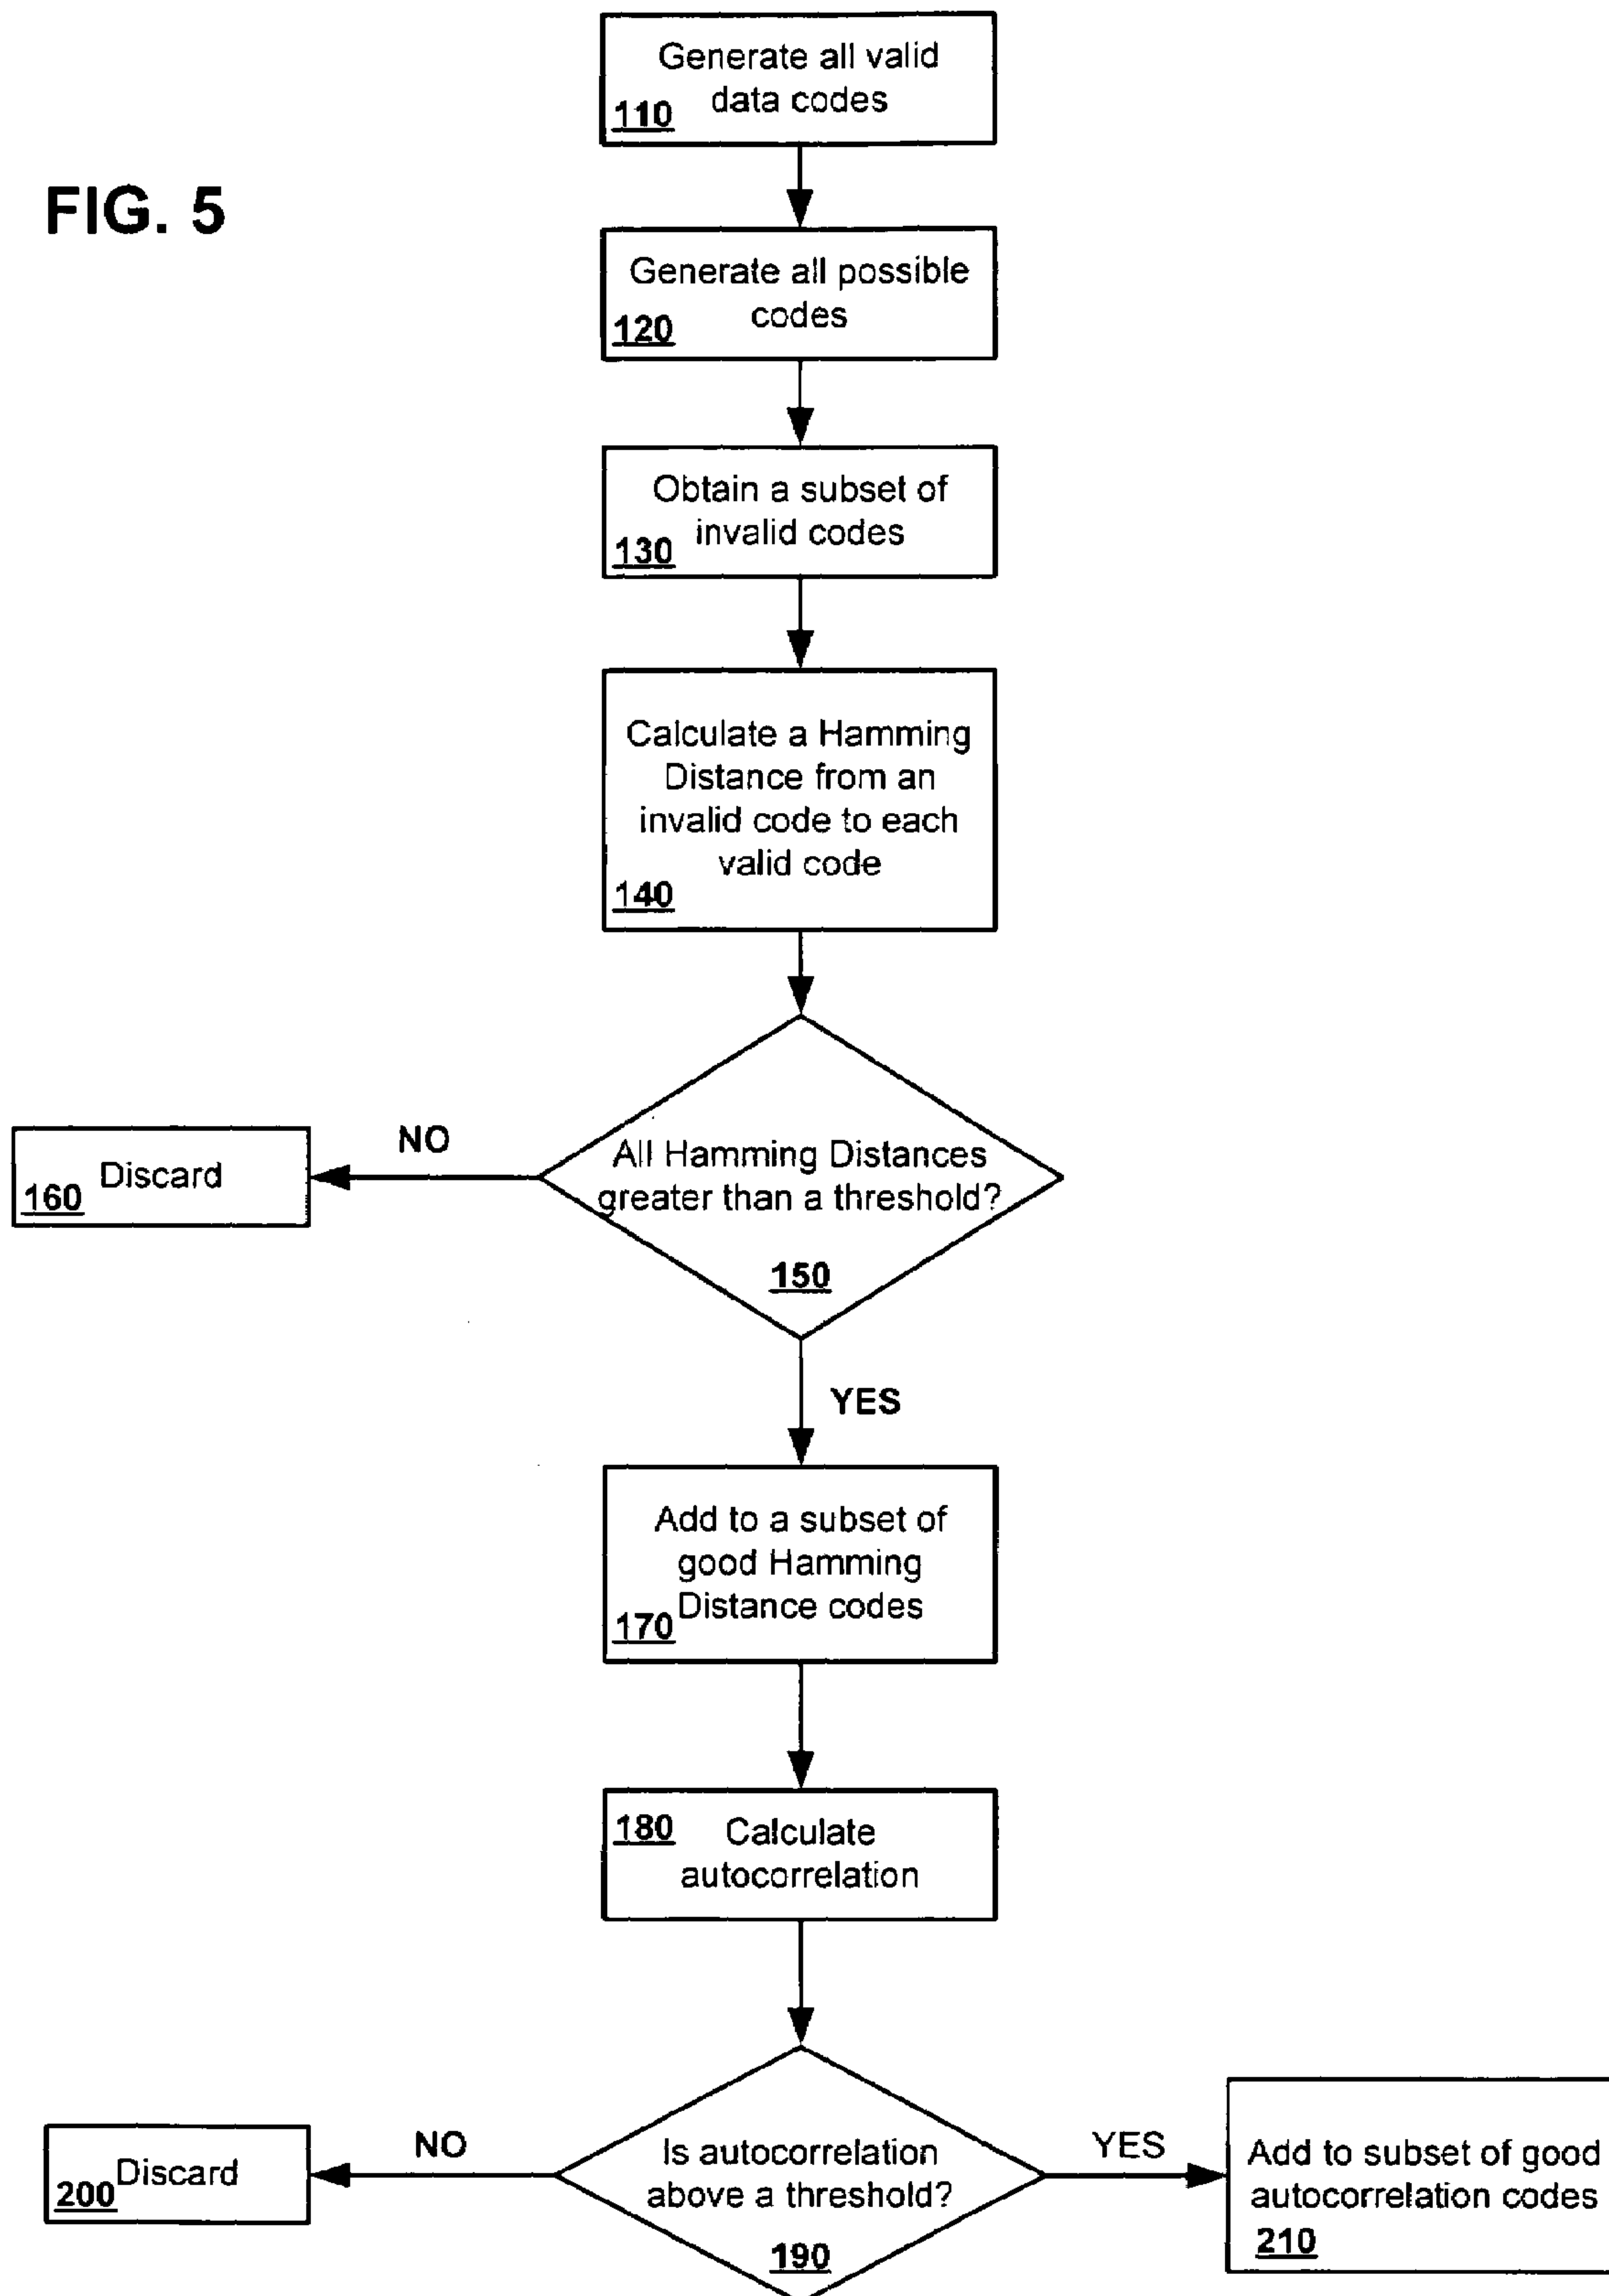 FIG. 5
Generate all valid
data codes
110
Generate all possible
codes
120
Obtain a subset of
invalid codes
130
Calculate a Hamming
Distance from an
invalid code to each
valid code
140
All Hamming Distances
greater than a threshold?
150
NO
Discard
160
YES
Add to a subset of
good Hamming
Distance codes
170
180
Calculate
autocorrelation
Is autocorrelation
above a threshold?
190
NO
Discard
200
YES
Add to subset of good
autocorrelation codes
210